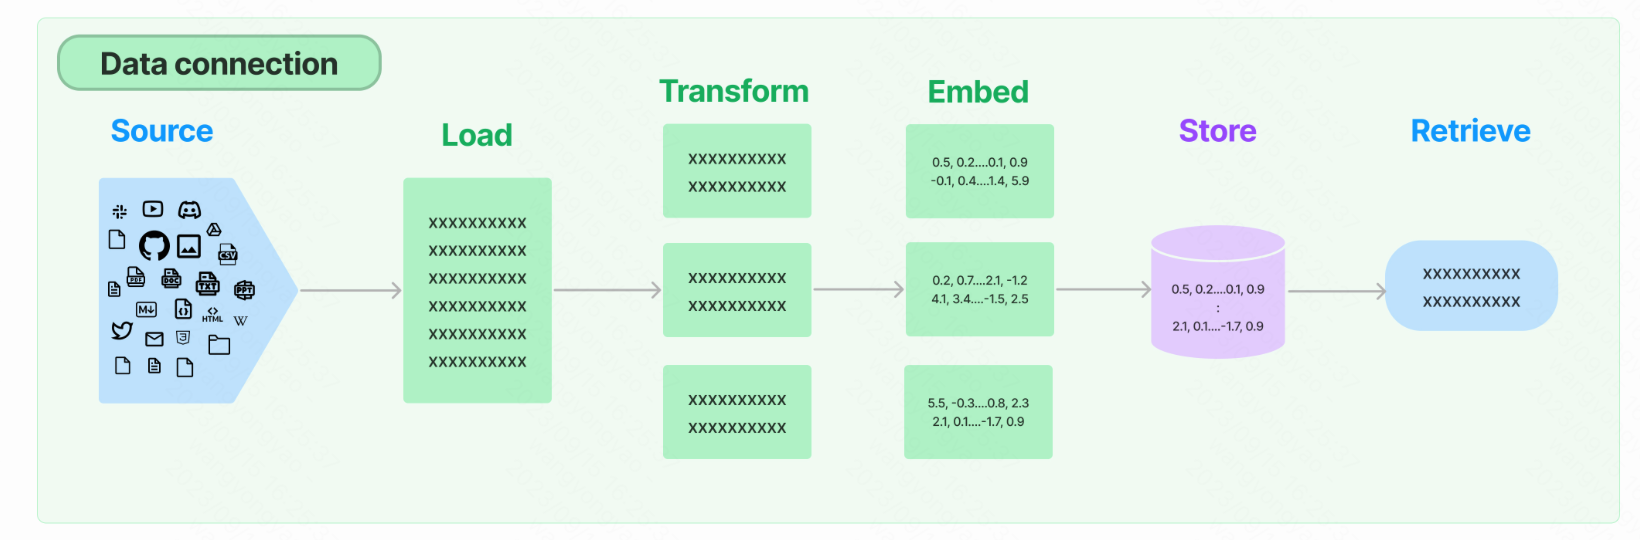 Data connection
Source
CSV
PDF
DOC
TXT
PPT
M
HTML
W
3
Load
XXXXXXXXXX
XXXXXXXXXX
XXXXXXXXXX
XXXXXXXXXX
XXXXXXXXXX
XXXXXXXXXX
Transform
XXXXXXXXXX
XXXXXXXXXX
XXXXXXXXXX
XXXXXXXXXX
XXXXXXXXXX
XXXXXXXXXX
Embed
0.5, 0.2....0.1, 0.9
-0.1, 0.4....1.4, 5.9
0.2, 0.7....2.1, -1.2
4.1, 3.4....-1.5, 2.5
5.5, -0.3....0.8, 2.3
2.1, 0.1....-1.7, 0.9
Store
0.5, 0.2....0.1, 0.9
:
2.1, 0.1....-1.7, 0.9
Retrieve
XXXXXXXXXX
XXXXXXXXXX